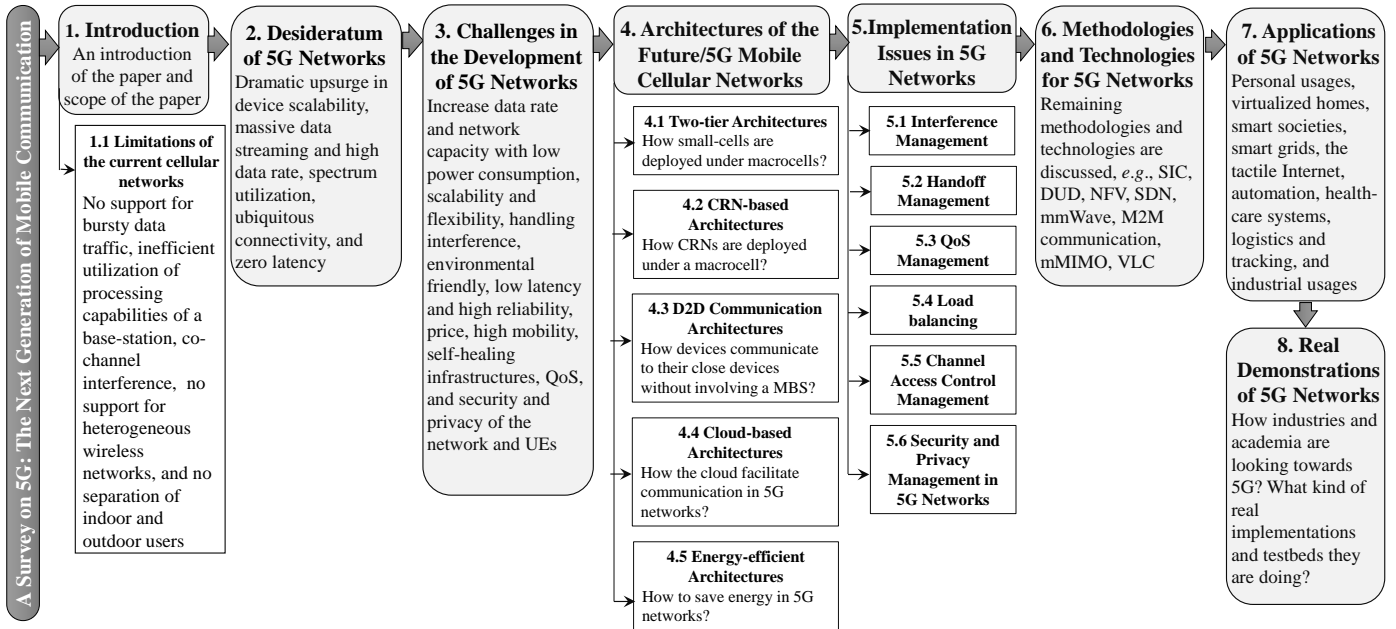 A Survey on 5G: The Next Generation of Mobile Communication
1. Introduction
An introduction
of the paper and
scope of the paper
1.1 Limitations of
the current cellular
networks
No support for
bursty data
traffic, inefficient
utilization of
processing
capabilities of a
base-station, co-
channel
interference, no
support for
heterogeneous
wireless
networks, and no
separation of
indoor and
outdoor users
2. Desideratum
of 5G Networks
Dramatic upsurge in
device scalability,
massive data
streaming and high
data rate, spectrum
utilization,
ubiquitous
connectivity, and
zero latency
3. Challenges in
the Development
of 5G Networks
Increase data rate
and network
capacity with low
power consumption,
scalability and
flexibility, handling
interference,
environmental
friendly, low latency
and high reliability,
price, high mobility,
self-healing
infrastructures, QoS,
and security and
privacy of the
network and UEs
4. Architectures of the
Future/5G Mobile
Cellular Networks
4.1 Two-tier Architectures
How small-cells are
deployed under macrocells?
4.2 CRN-based
Architectures
How CRNs are deployed
under a macrocell?
4.3 D2D Communication
Architectures
How devices communicate
to their close devices
without involving a MBS?
4.4 Cloud-based
Architectures
How the cloud facilitate
communication in 5G
networks?
4.5 Energy-efficient
Architectures
How to save energy in 5G
networks?
5.Implementation
Issues in 5G
Networks
5.1 Interference
Management
5.2 Handoff
Management
5.3 QoS
Management
5.4 Load
balancing
5.5 Channel
Access Control
Management
5.6 Security and
Privacy
Management in
5G Networks
6. Methodologies
and Technologies
for 5G Networks
Remaining
methodologies and
technologies are
discussed, e.g., SIC,
DUD, NFV, SDN,
mmWave, M2M
communication,
mMIMO, VLC
7. Applications
of 5G Networks
Personal usages,
virtualized homes,
smart societies,
smart grids, the
tactile Internet,
automation, health-
care systems,
logistics and
tracking, and
industrial usages
8. Real
Demonstrations
of 5G Networks
How industries and
academia are
looking towards
5G? What kind of
real
implementations
and testbeds they
are doing?